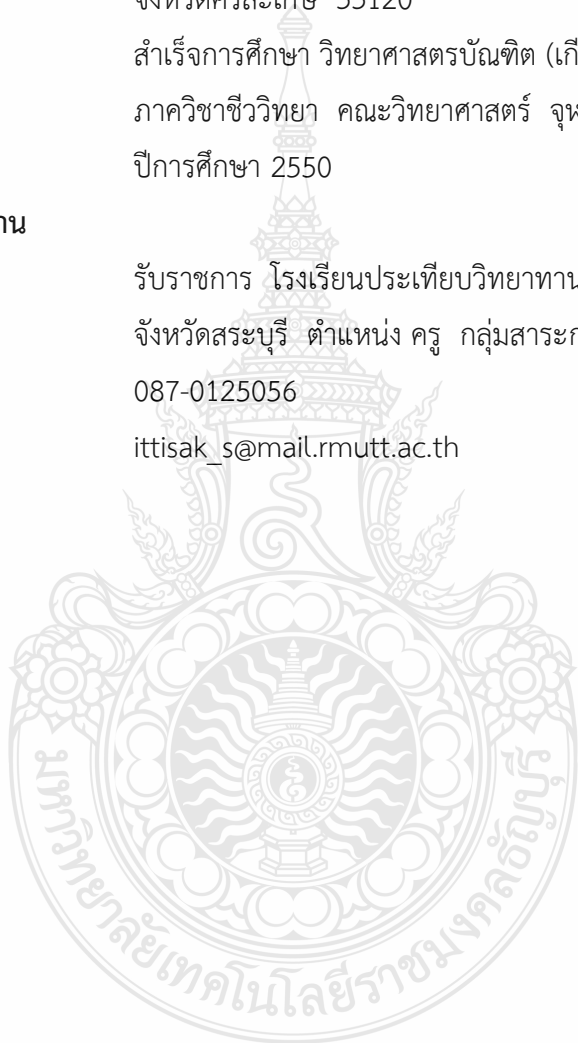 33120
สำเร็จการศึกษา วิทยาศาสตรบัณฑิต
ภาควิชาชีววิทยา คณะวิทยาศาสตร์
ปีการศึกษา 2550
รับราชการ โรงเรียนประเทียบวิทยาทาน
จังหวัดสระบุรี ตำแหน่ง ครู
087-0125056
ittisak_s@mail.rmutt.ac.th
มหาวิทยาลัยเทคโนโลยีราชมงคลธัญบุรี